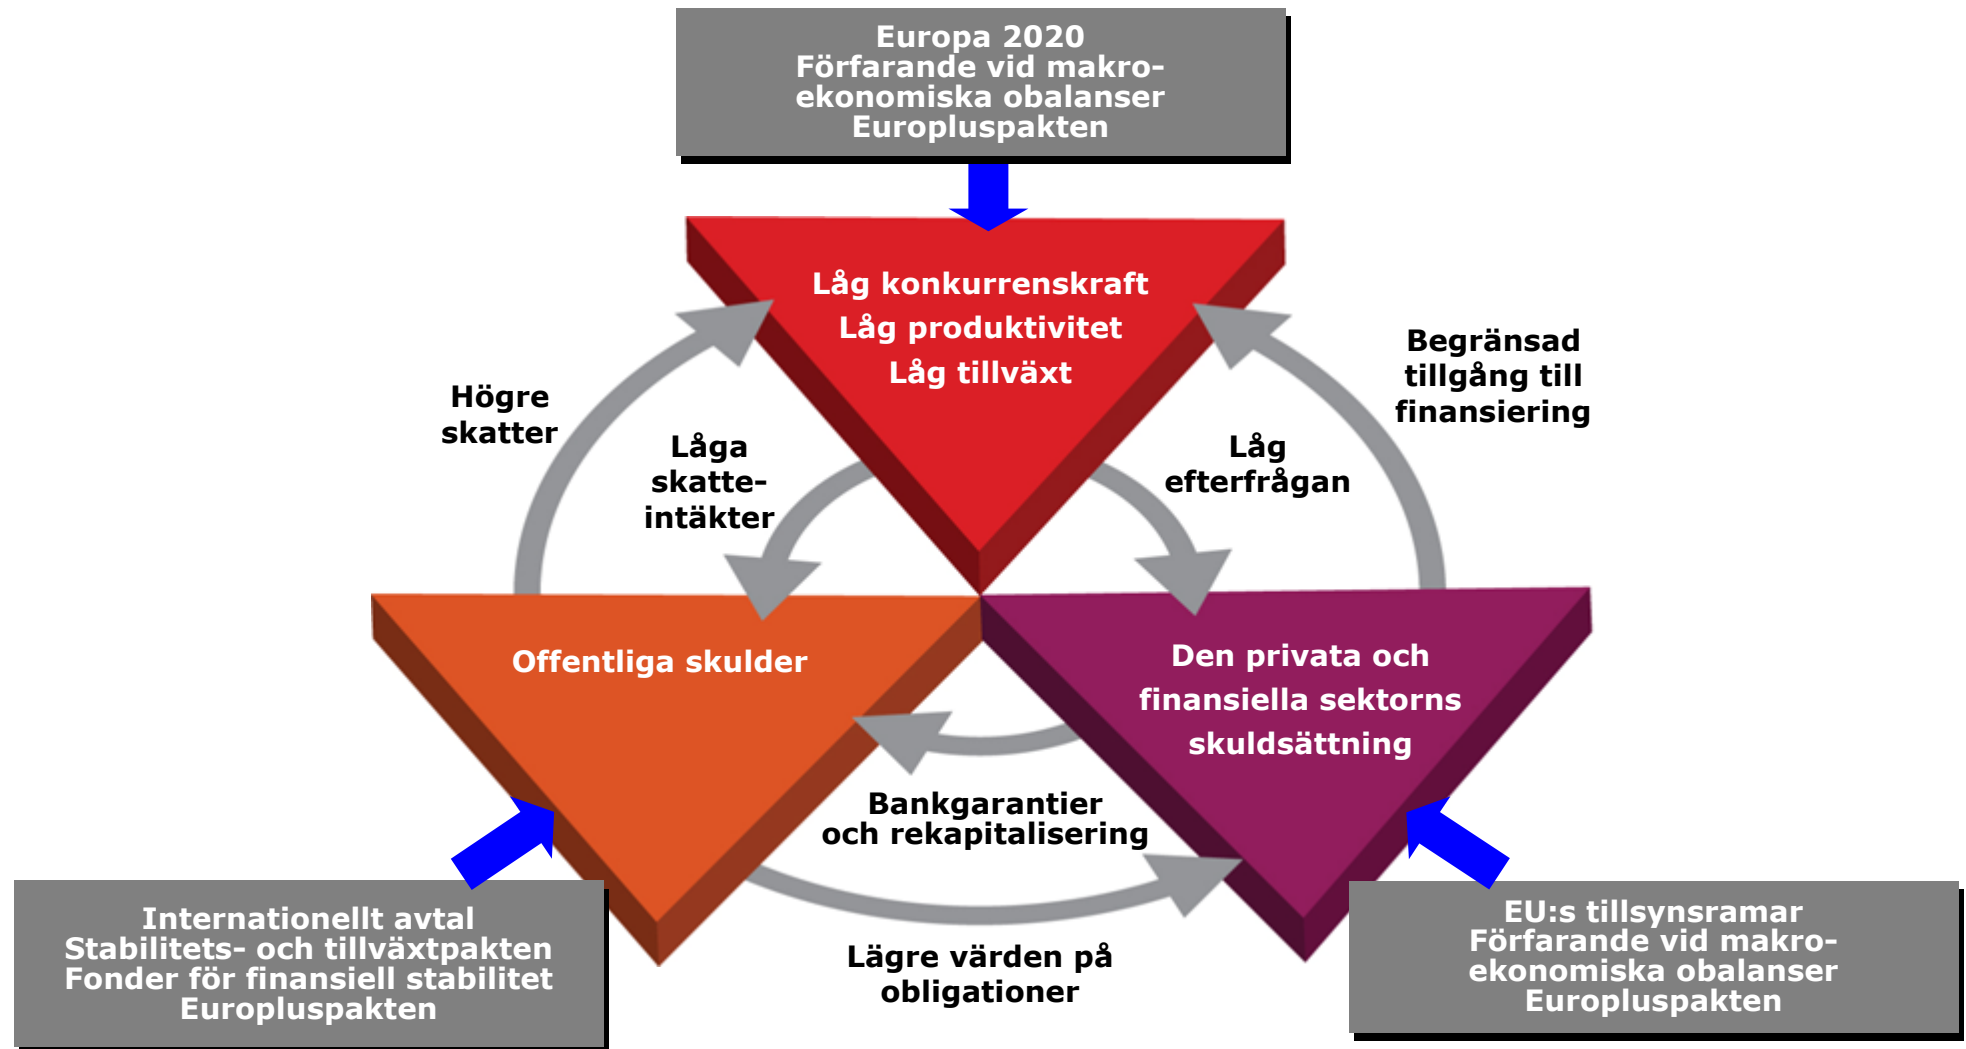 Europa 2020
Förfarande vid makro-
ekonomiska obalanser
Europluspakten
Låg konkurrenskraft
Låg produktivitet
Låg tillväxt
Högre
skatter
Låga
skatte-
intäkter
Låg
efterfrågan
Begränsad
tillgång till
finansiering
Offentliga skulder
Den privata och
finansiella sektorns
skuldsättning
Bankgarantier
och rekapitalisering
Lägre värden på
obligationer
Internationellt avtal
Stabilitets- och tillväxtpakten
Fonder för finansiell stabilitet
Europluspakten
EU:s tillsynsramar
Förfarande vid makro-
ekonomiska obalanser
Europluspakten